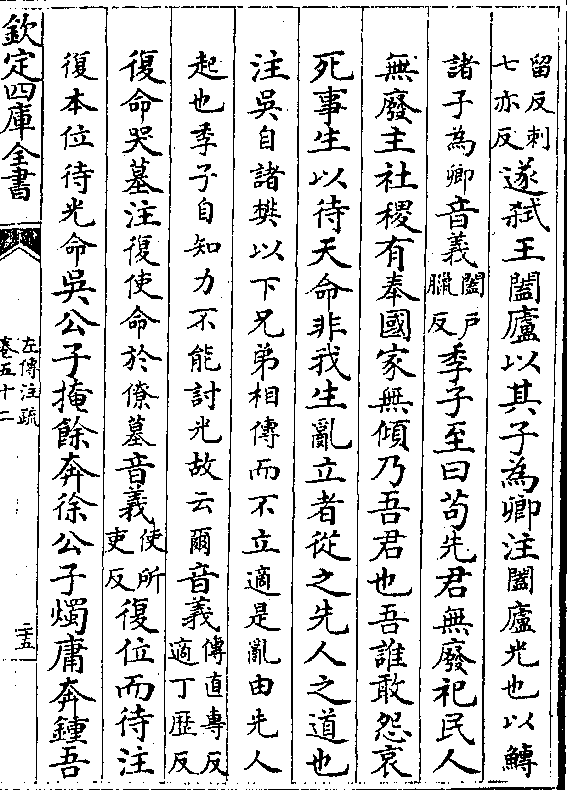 留反刺
七亦反
遂弑王闔廬以其子為卿注闔廬光也以鱄
諸子為卿音義
闔户
臘反
季子至曰苟先君無廢祀民人
無廢主社稷有奉國家無傾乃吾君也吾誰敢怨哀
死事生以待天命非我生亂立者從之先人之道也
注吳自諸樊以下兄弟相傳而不立適是亂由先人
起也季子自知力不能討光故云爾音義
傳直專反
適丁歴反
復命哭墓注復使命於僚墓音義
使所
吏反
復位而待注
復本位待光命吳公子掩餘奔徐公子燭庸奔鍾吾
欽定四庫全書
左傳注疏
卷五十二
二十五